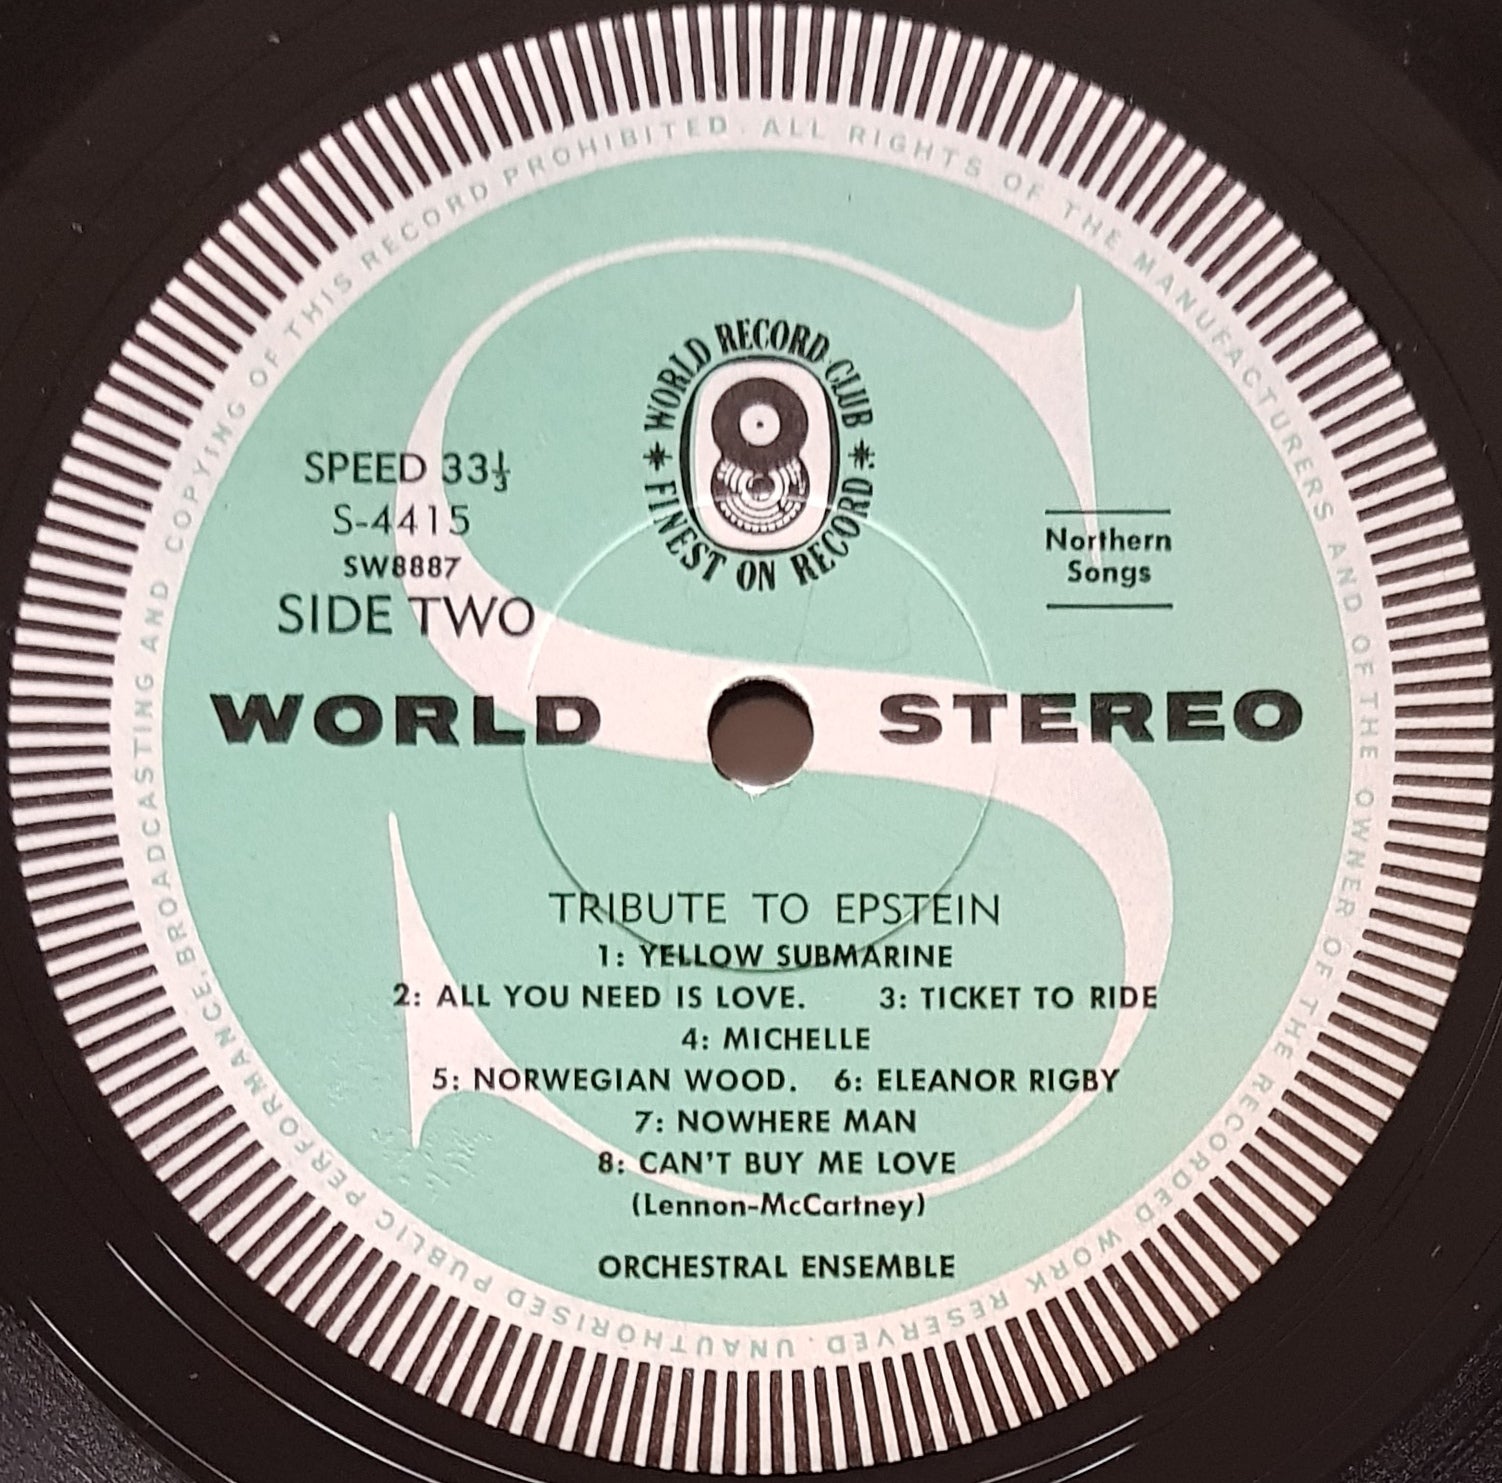 BROADCASTING AND COPYING OF THIS RECORD PROHIBITED. ALL RIGHTS OF THE MANUFACTURERS AND OF THE OWNER OF THE RECORDED WORK RESERVED. UNAUTHORISED PUBLIC PERFORMANCE,
WORLD RECORD CLUB
FINEST ON RECORD
SPEED 33⅓
S-4415
SW8887
SIDE TWO
Northern
Songs
WORLD STEREO
TRIBUTE TO EPSTEIN
1: YELLOW SUBMARINE
2: ALL YOU NEED IS LOVE. 3: TICKET TO RIDE
4: MICHELLE
5: NORWEGIAN WOOD. 6: ELEANOR RIGBY
7: NOWHERE MAN
8: CAN'T BUY ME LOVE
(Lennon-McCartney)
ORCHESTRAL ENSEMBLE